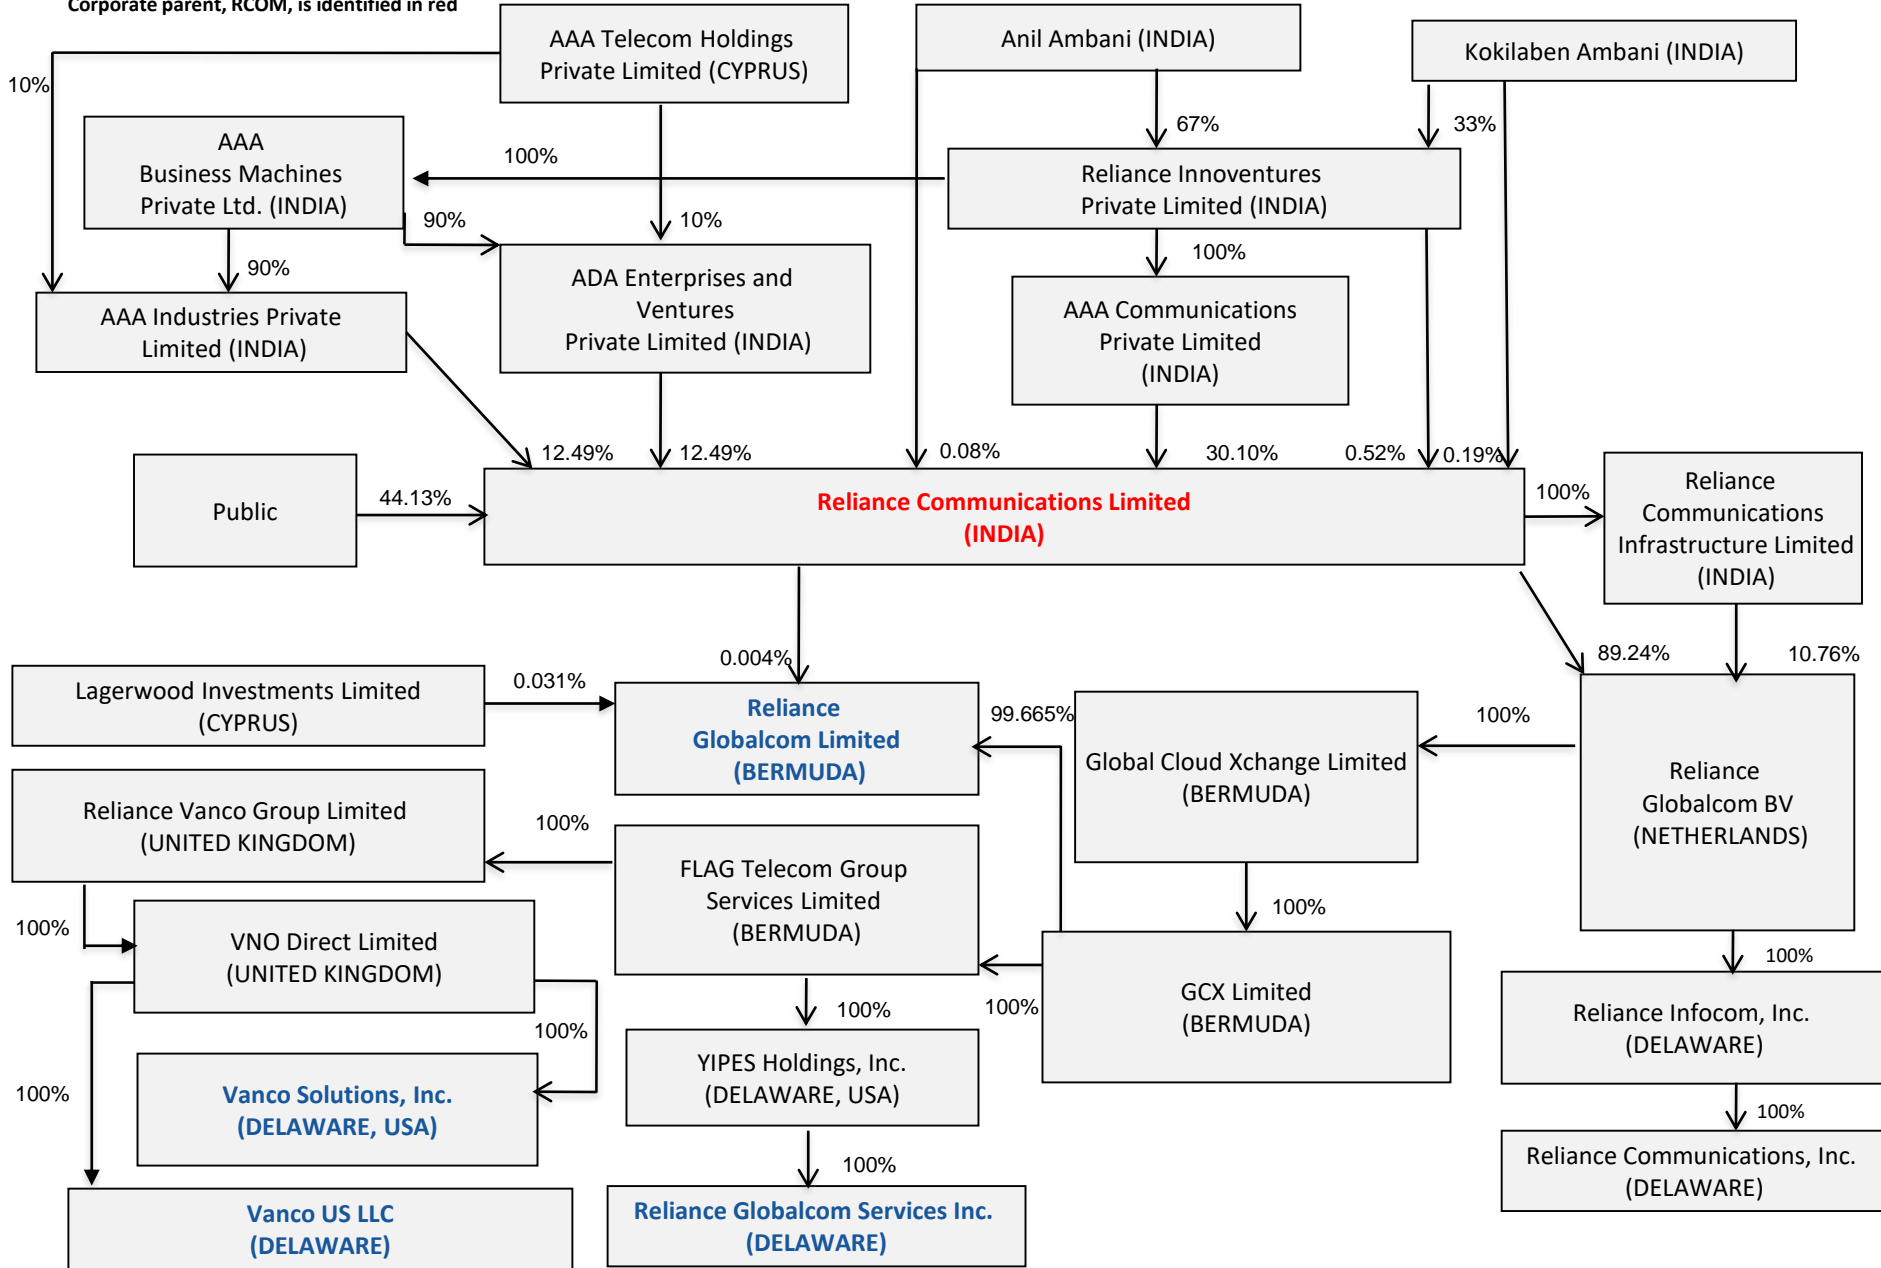 Corporate parent, RCOM, is identified in red
AAA Telecom Holdings
Private Limited (CYPRUS)
Anil Ambani (INDIA)
Kokilaben Ambani (INDIA)
10%
67%
33%
AAA
Business Machines
Private Ltd. (INDIA)
100%
Reliance Innoventures
Private Limited (INDIA)
90%
10%
90%
100%
AAA Industries Private
Limited (INDIA)
ADA Enterprises and
Ventures
Private Limited (INDIA)
AAA Communications
Private Limited
(INDIA)
12.49%
12.49%
0.08%
30.10%
0.52%
0.19%
Public
44.13%
Reliance Communications Limited
(INDIA)
100%
Reliance
Communications
Infrastructure Limited
(INDIA)
0.004%
89.24%
10.76%
Lagerwood Investments Limited
(CYPRUS)
0.031%
Reliance
Globalcom Limited
(BERMUDA)
99.665%
Global Cloud Xchange Limited
(BERMUDA)
100%
Reliance
Globalcom BV
(NETHERLANDS)
Reliance Vanco Group Limited
(UNITED KINGDOM)
100%
FLAG Telecom Group
Services Limited
(BERMUDA)
100%
100%
VNO Direct Limited
(UNITED KINGDOM)
100%
GCX Limited
(BERMUDA)
100%
100%
100%
100%
YIPES Holdings, Inc.
(DELAWARE, USA)
Reliance Infocom, Inc.
(DELAWARE)
100%
Vanco Solutions, Inc.
(DELAWARE, USA)
100%
100%
Reliance Communications, Inc.
(DELAWARE)
Vanco US LLC
(DELAWARE)
Reliance Globalcom Services Inc.
(DELAWARE)